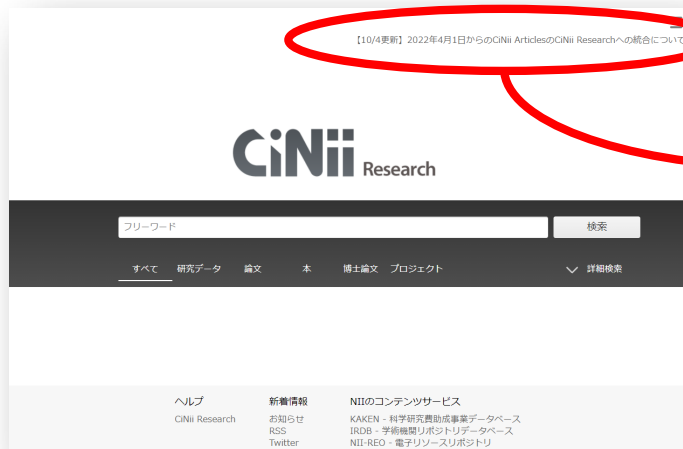 【10/4更新】2022年4月1日からのCiNii ArticlesのCiNii Researchへの統合について
CiNii Research
フリーワード 検索
すべて 研究データ 論文 本 博士論文 プロジェクト 詳細検索
ヘルプ 新着情報 NIIのコンテンツサービス
CiNii Research お知らせ KAKEN - 科学研究費助成事業データベース
RSS IRDB - 学術機関リポジトリデータベース
Twitter NII-REO - 電子リソースリポジトリ